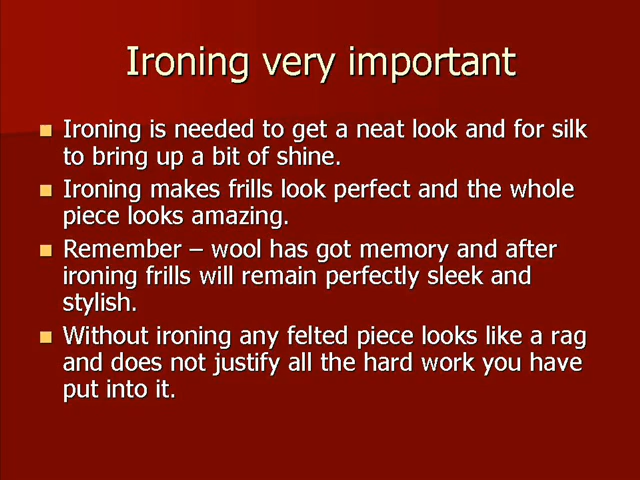 Ironing very important
Ironing is needed to get a neat look and for silk
to bring up a bit of shine.
Ironing makes frills look perfect and the whole
piece looks amazing.
Remember – wool has got memory and after
ironing frills will remain perfectly sleek and
stylish.
Without ironing any felted piece looks like a rag
and does not justify all the hard work you have
put into it.